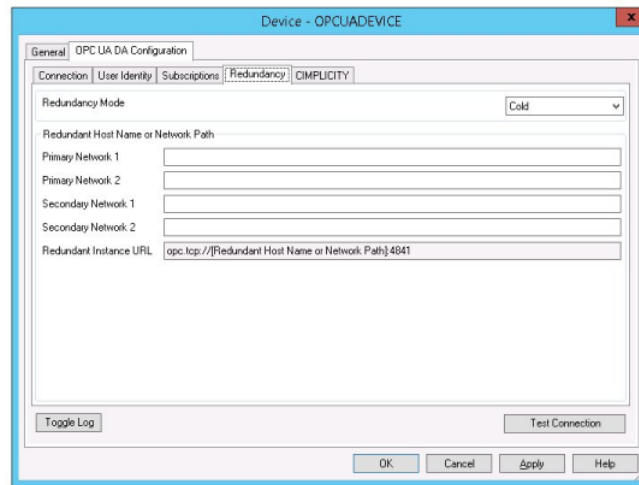 Device - OPCUADEVICE
x
General OPC UA DA Configuration
Connection User Identity Subscriptions Redundancy CIMPLICITY
Redundancy Mode Cold
Redundant Host Name or Network Path
Primary Network 1
Primary Network 2
Secondary Network 1
Secondary Network 2
Redundant Instance URL opc.tcp://[Redundant Host Name or Network Path]:4841
Toggle Log Test Connection
OK Cancel Apply Help